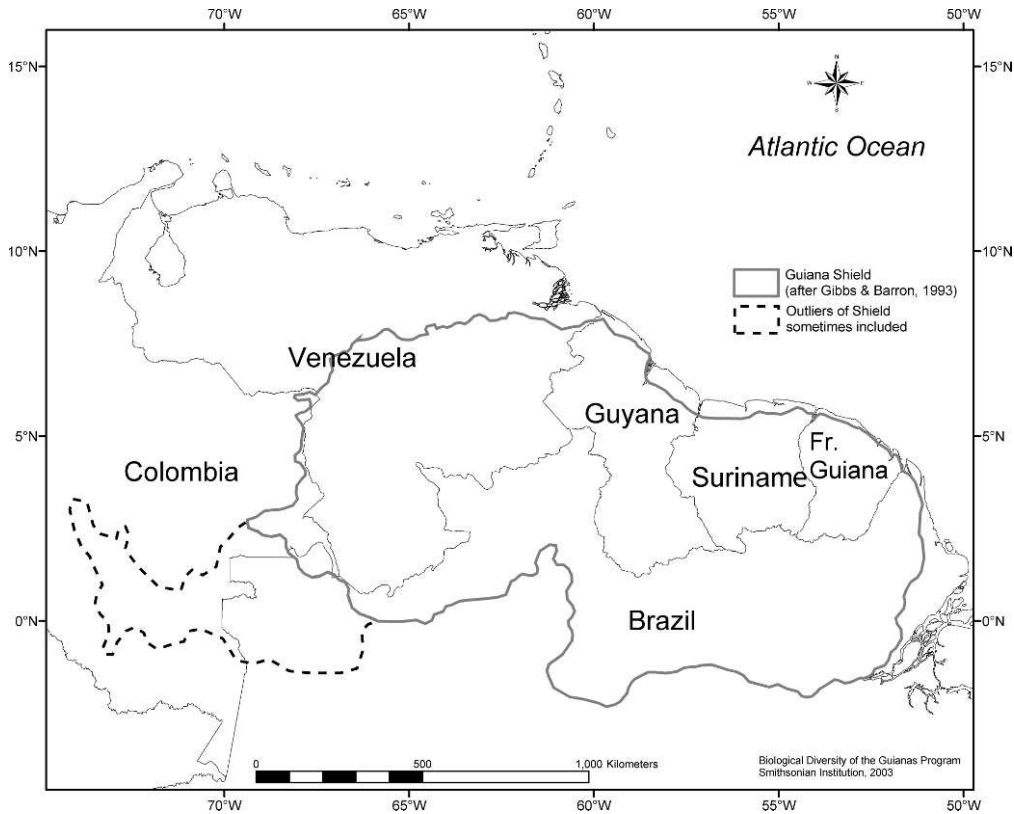 70°W 65°W 60°W 55°W 50°W
15°N 15°N
N
W E
S
Atlantic Ocean
10°N 10°N
Guiana Shield
(after Gibbs & Barron, 1993)
Outliers of Shield
sometimes included
Venezuela
Guyana
5°N 5°N
Fr.
Guiana
Colombia
Suriname
0°N 0°N
Brazil
0 500 1,000 Kilometers
Biological Diversity of the Guianas Program
Smithsonian Institution, 2003
70°W 65°W 60°W 55°W 50°W